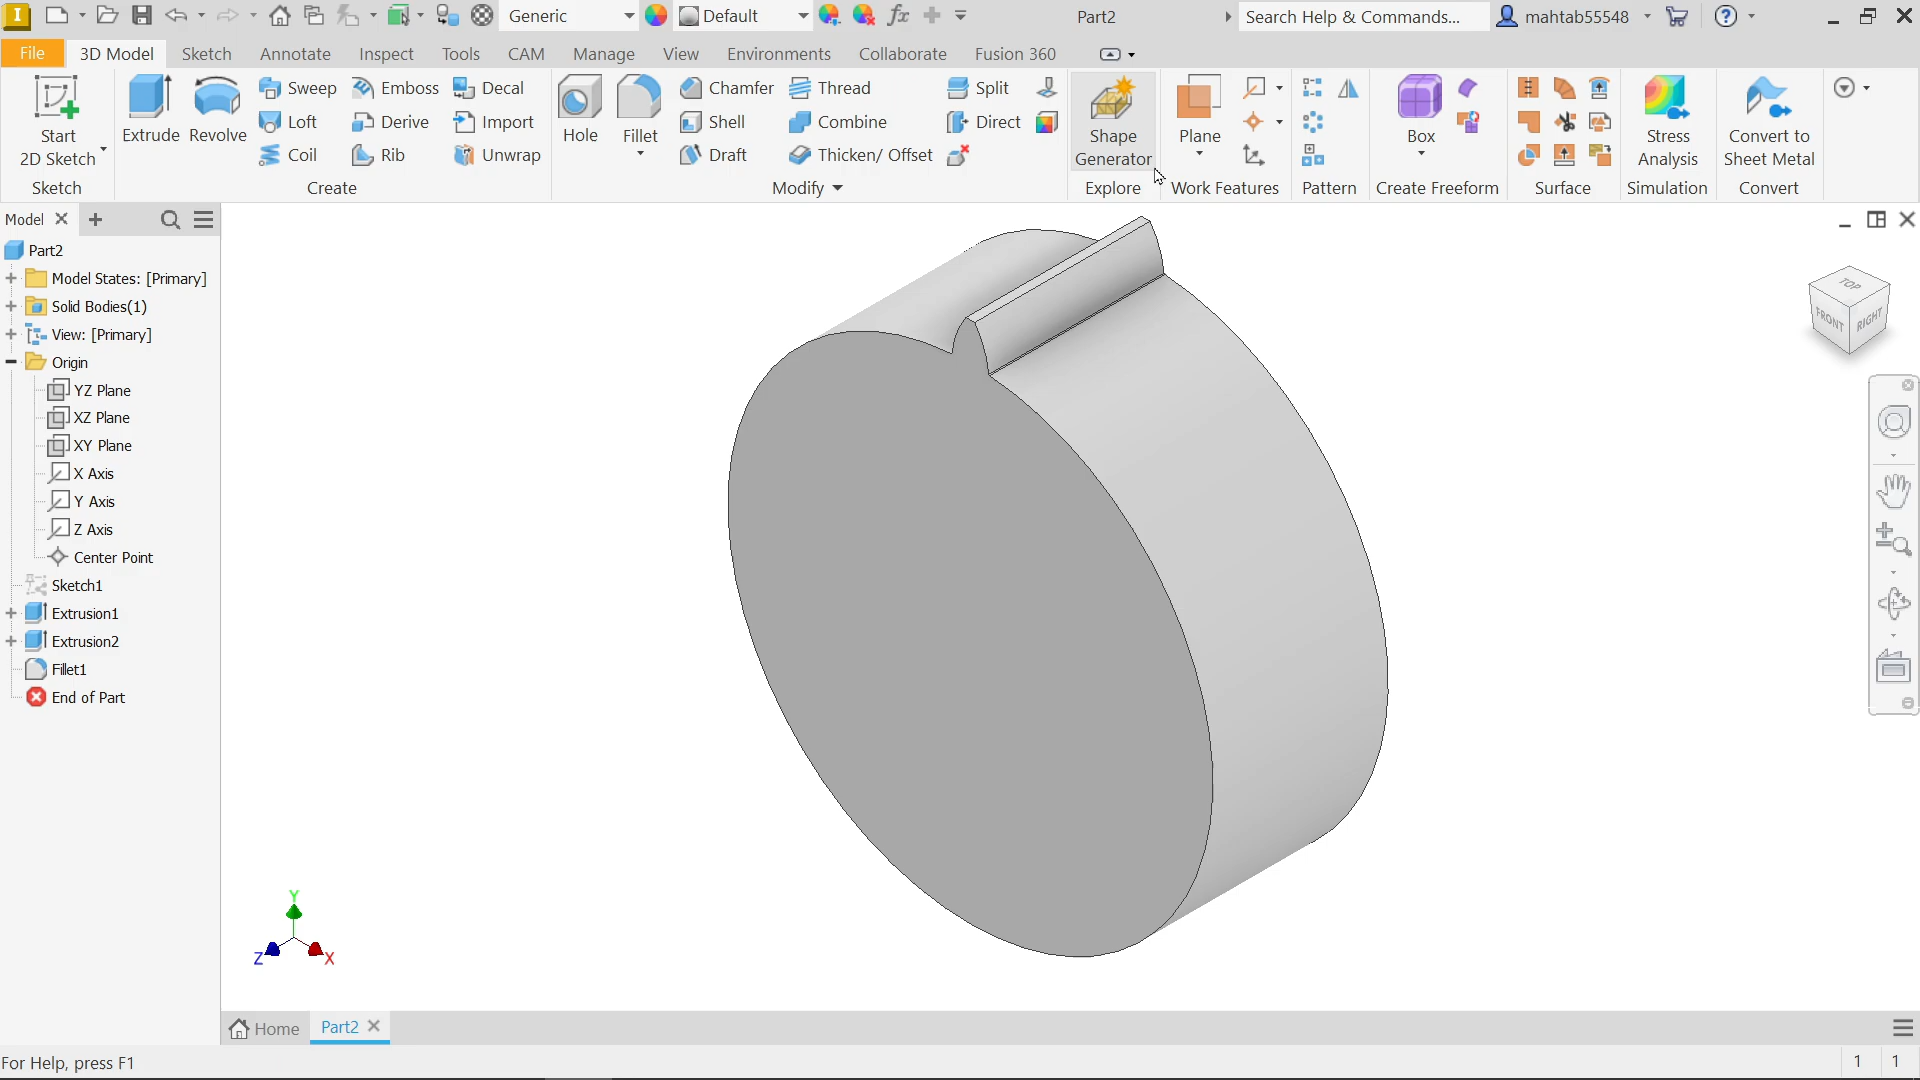 I
Generic
Default
fx
Part2
Search Help & Commands...
mahtab55548
?
File
3D Model
Sketch
Annotate
Inspect
Tools
CAM
Manage
View
Environments
Collaborate
Fusion 360
Start
2D Sketch
Sketch
Extrude
Revolve
Sweep
Loft
Coil
Emboss
Derive
Rib
Decal
Import
Unwrap
Create
Hole
Fillet
Chamfer
Shell
Draft
Thread
Combine
Thicken/ Offset
Split
Direct
Modify
Shape
Generator
Explore
Plane
Work Features
Pattern
Box
Create Freeform
Surface
Stress
Analysis
Simulation
Convert to
Sheet Metal
Convert
Model
Part2
Model States: [Primary]
Solid Bodies(1)
View: [Primary]
Origin
YZ Plane
XZ Plane
XY Plane
X Axis
Y Axis
Z Axis
Center Point
Sketch1
Extrusion1
Extrusion2
Fillet1
End of Part
TOP
FRONT
RIGHT
Y
Z
X
Home
Part2
For Help, press F1
1
1